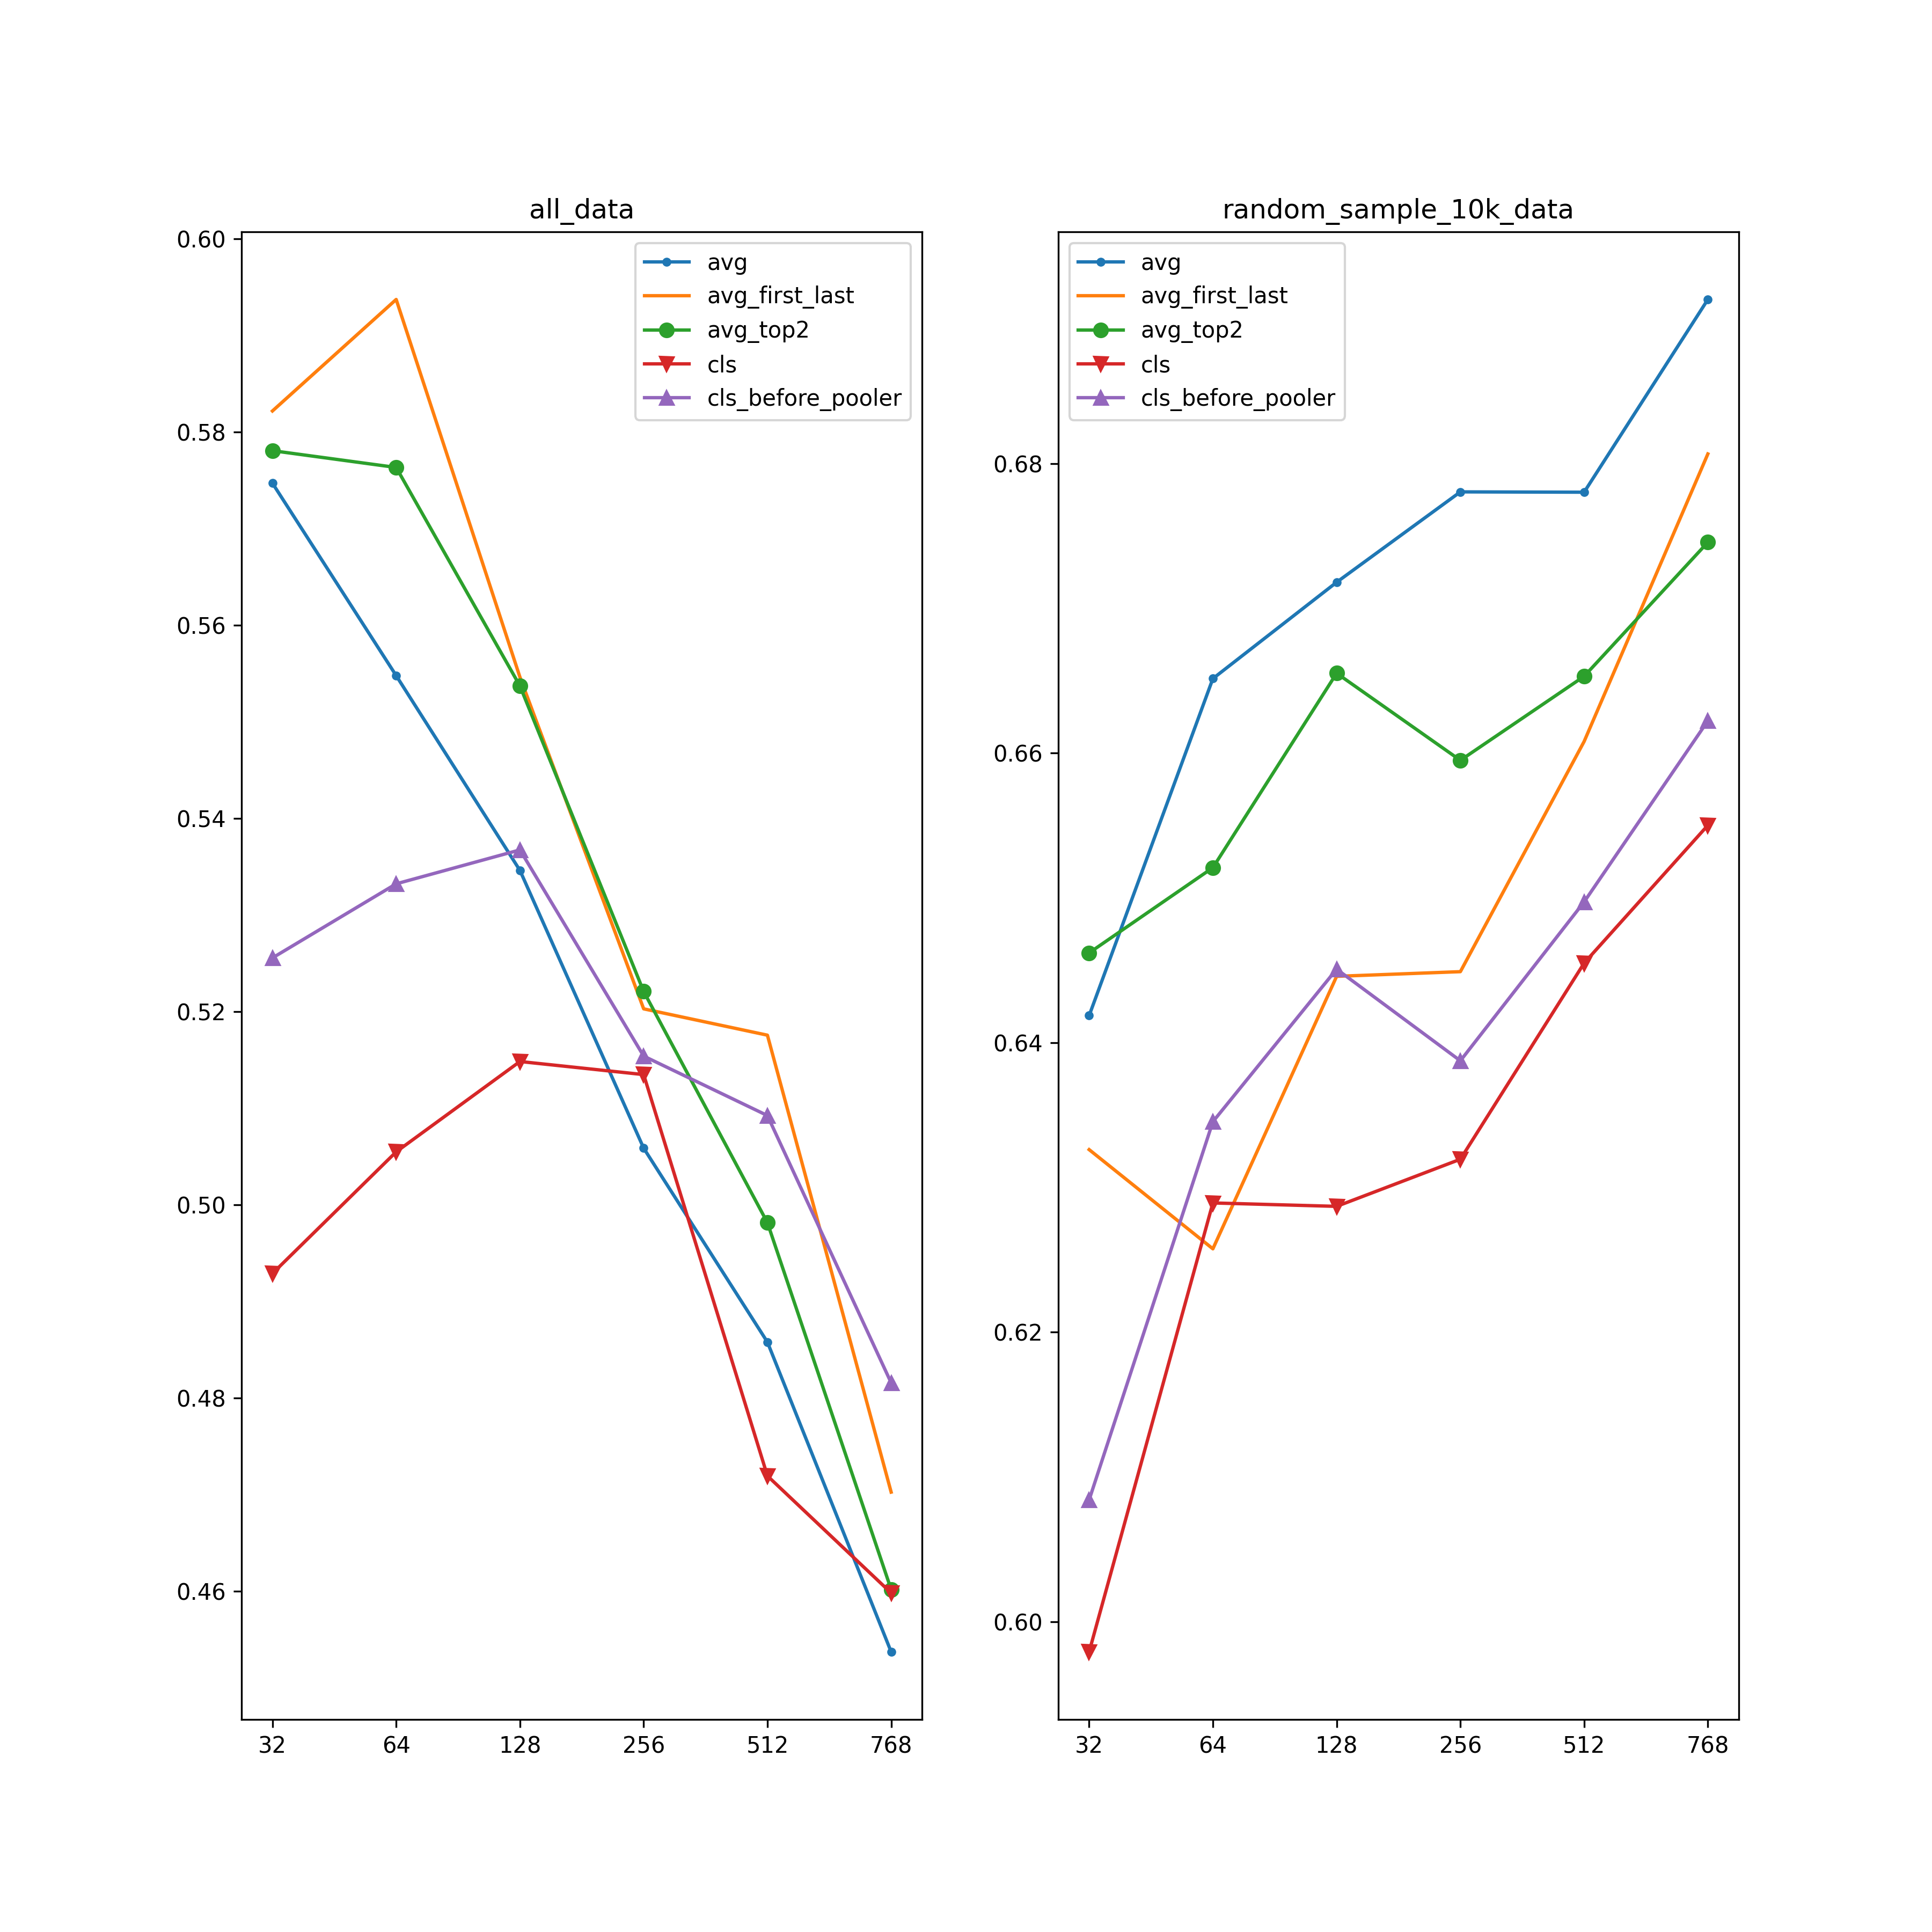 all_data
0.60
0.58
0.56
0.54
0.52
0.50
0.48
0.46
avg
avg_first_last
avg_top2
cls
cls_before_pooler
32 64 128 256 512 768
random_sample_10k_data
0.68
0.66
0.64
0.62
0.60
avg
avg_first_last
avg_top2
cls
cls_before_pooler
32 64 128 256 512 768